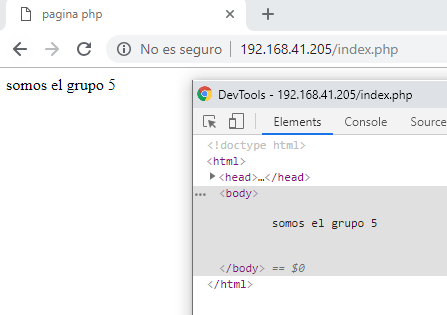 pagina php
No es seguro 192.168.41.205/index.php
somos el grupo 5
DevTools - 192.168.41.205/index.php
Elements Console Source
<!doctype html>
<html>
<head>…</head>
<body>
somos el grupo 5
</body> == $0
</html>